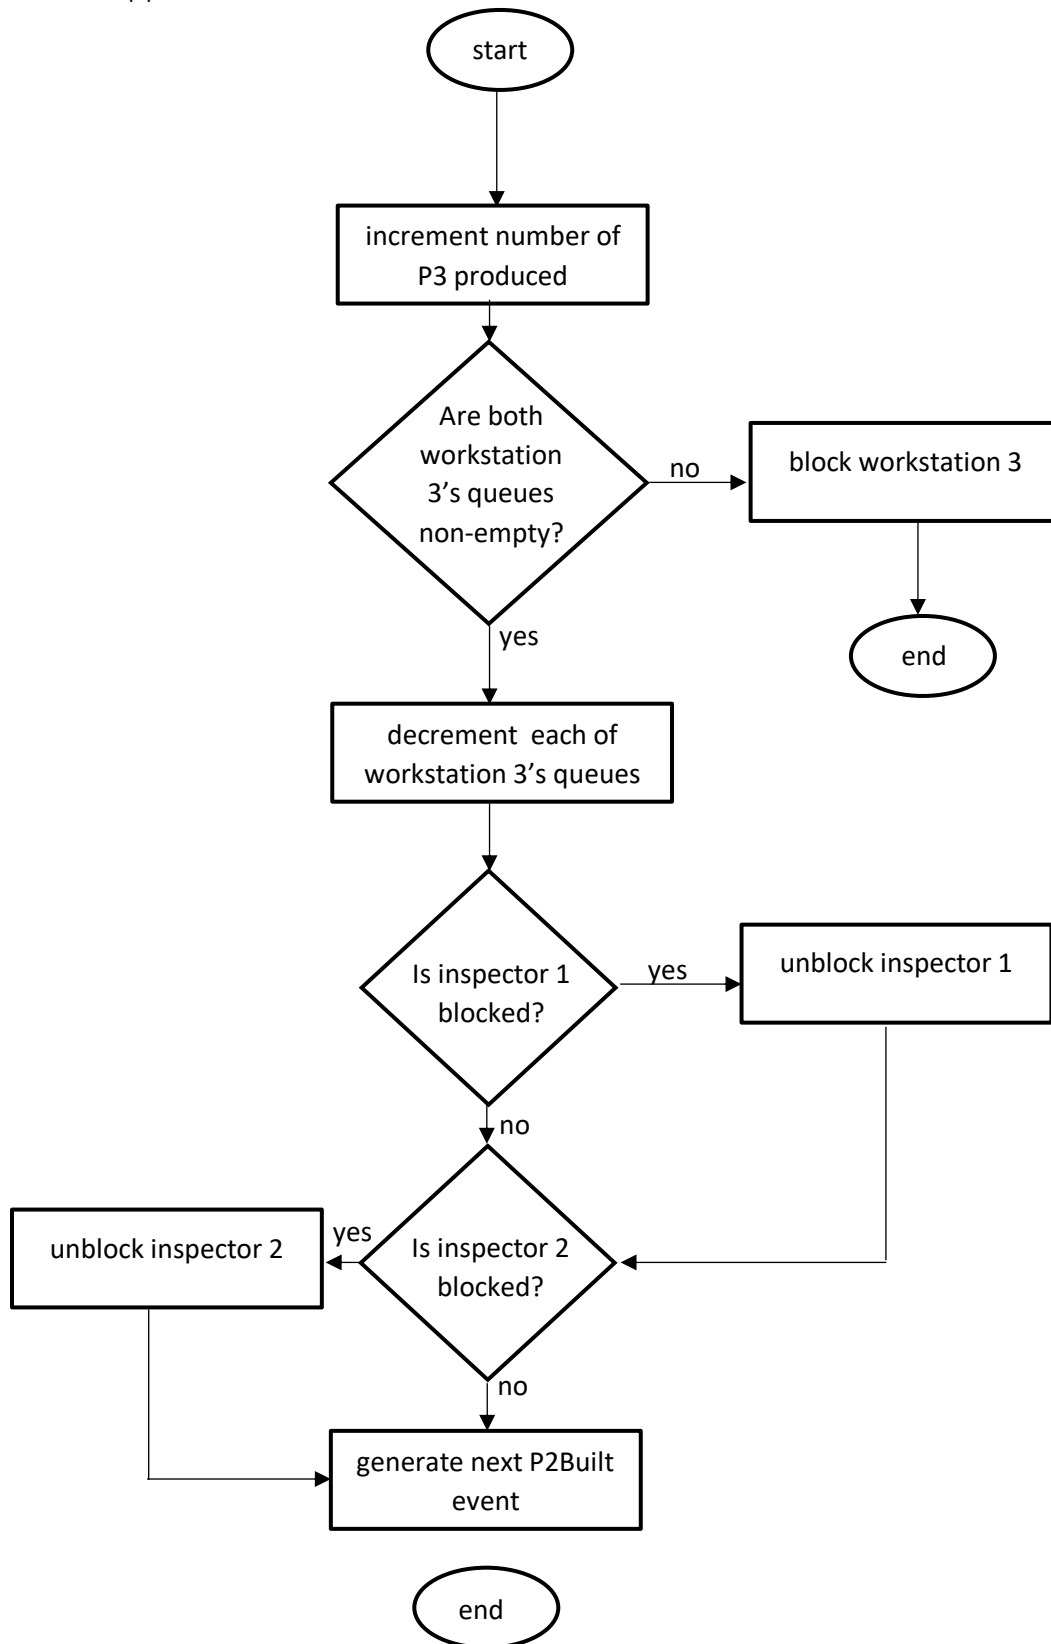 start
increment number of
P3 produced
Are both
workstation
3's queues
non-empty?
no
block workstation 3
end
yes
decrement each of
workstation 3's queues
Is inspector 1
blocked?
yes
unblock inspector 1
no
unblock inspector 2
yes
Is inspector 2
blocked?
no
generate next P2Built
event
end